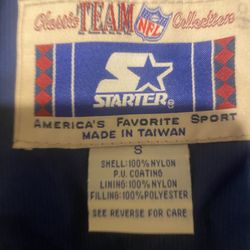 Classic TEAM NFL Collection
STARTER®
AMERICA'S FAVORITE SPORT
MADE IN TAIWAN
S
SHELL:100%NYLON
P.U. COATING
LINING:100%NYLON
FILLING:100%POLYESTER
SEE REVERSE FOR CARE